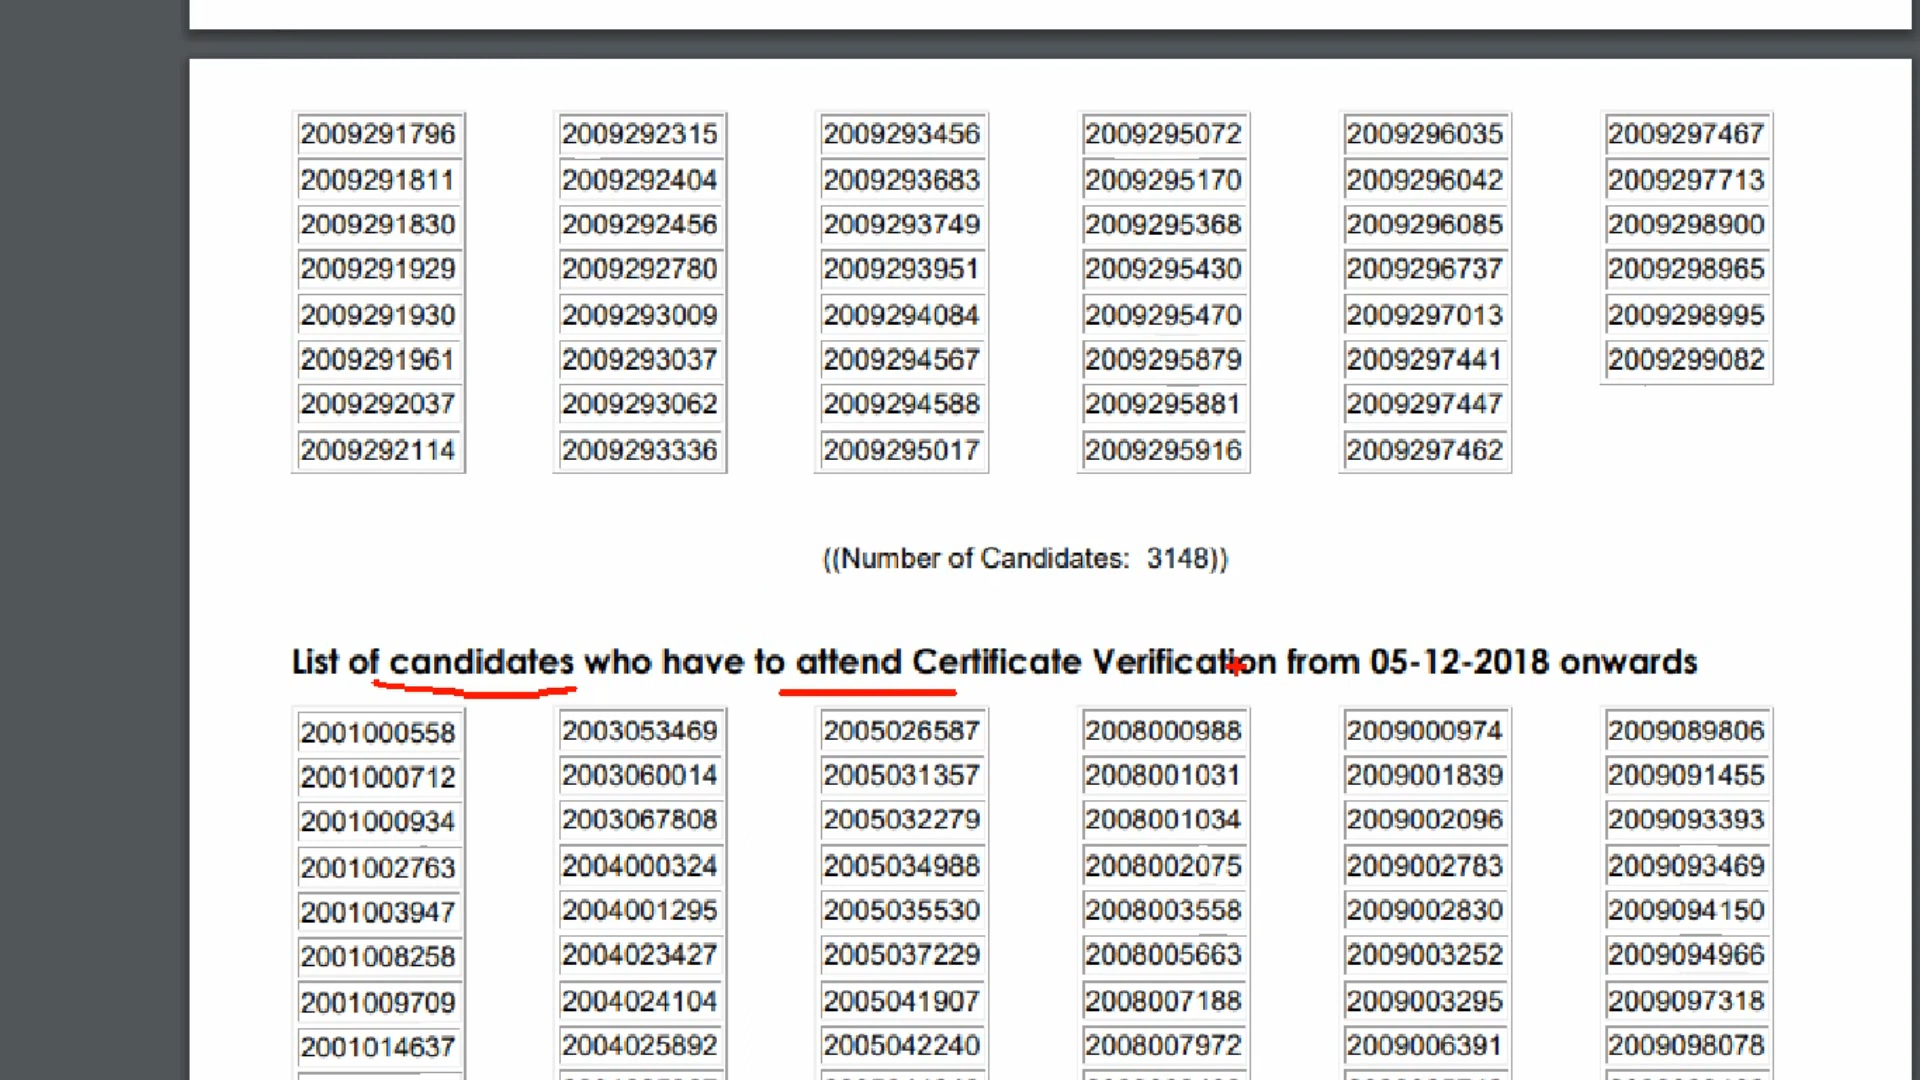 2009291796 2009292315 2009293456 2009295072 2009296035 2009297467
2009291811 2009292404 2009293683 2009295170 2009296042 2009297713
2009291830 2009292456 2009293749 2009295368 2009296085 2009298900
2009291929 2009292780 2009293951 2009295430 2009296737 2009298965
2009291930 2009293009 2009294084 2009295470 2009297013 2009298995
2009291961 2009293037 2009294567 2009295879 2009297441 2009299082
2009292037 2009293062 2009294588 2009295881 2009297447
2009292114 2009293336 2009295017 2009295916 2009297462
((Number of Candidates: 3148))
List of candidates who have to attend Certificate Verification from 05-12-2018 onwards
2001000558 2003053469 2005026587 2008000988 2009000974 2009089806
2001000712 2003060014 2005031357 2008001031 2009001839 2009091455
2001000934 2003067808 2005032279 2008001034 2009002096 2009093393
2001002763 2004000324 2005034988 2008002075 2009002783 2009093469
2001003947 2004001295 2005035530 2008003558 2009002830 2009094150
2001008258 2004023427 2005037229 2008005663 2009003252 2009094966
2001009709 2004024104 2005041907 2008007188 2009003295 2009097318
2001014637 2004025892 2005042240 2008007972 2009006391 2009098078